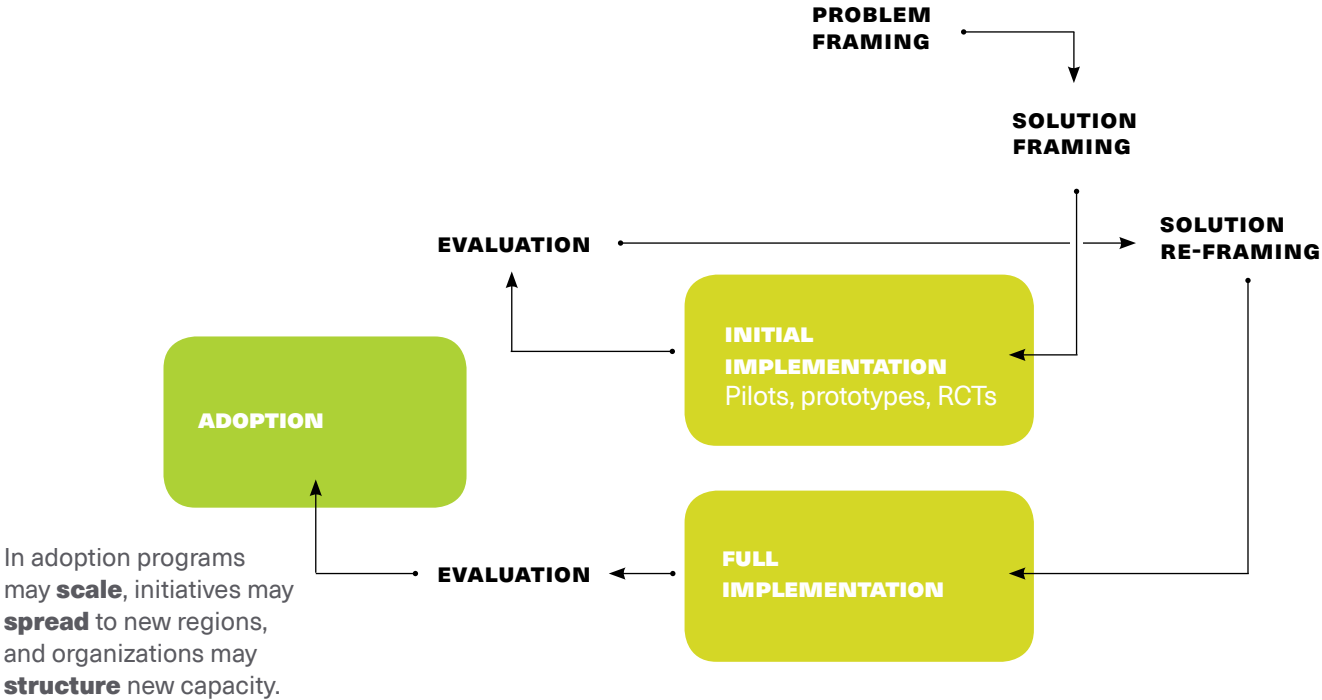 PROBLEM
FRAMING
SOLUTION
FRAMING
EVALUATION
SOLUTION
RE-FRAMING
INITIAL
IMPLEMENTATION
Pilots, prototypes, RCTs
ADOPTION
FULL
IMPLEMENTATION
EVALUATION
In adoption programs
may scale, initiatives may
spread to new regions,
and organizations may
structure new capacity.